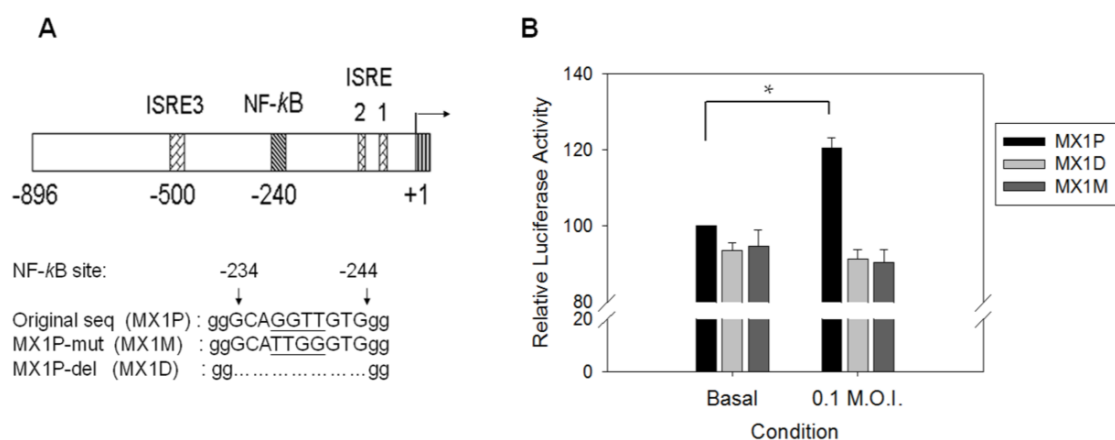 A
ISRE
ISRE3 NF-kB 2 1
-896 -500 -240 +1
NF-kB site: -234 -244
Original seq (MX1P) : ggGCAGGTTGTGgg
MX1P-mut (MX1M) : ggGCATTGGGTGgg
MX1P-del (MX1D) : gg..................gg
B
Relative Luciferase Activity
140
120
100
80
20
0
*
Basal 0.1 M.O.I.
Condition
MX1P
MX1D
MX1M